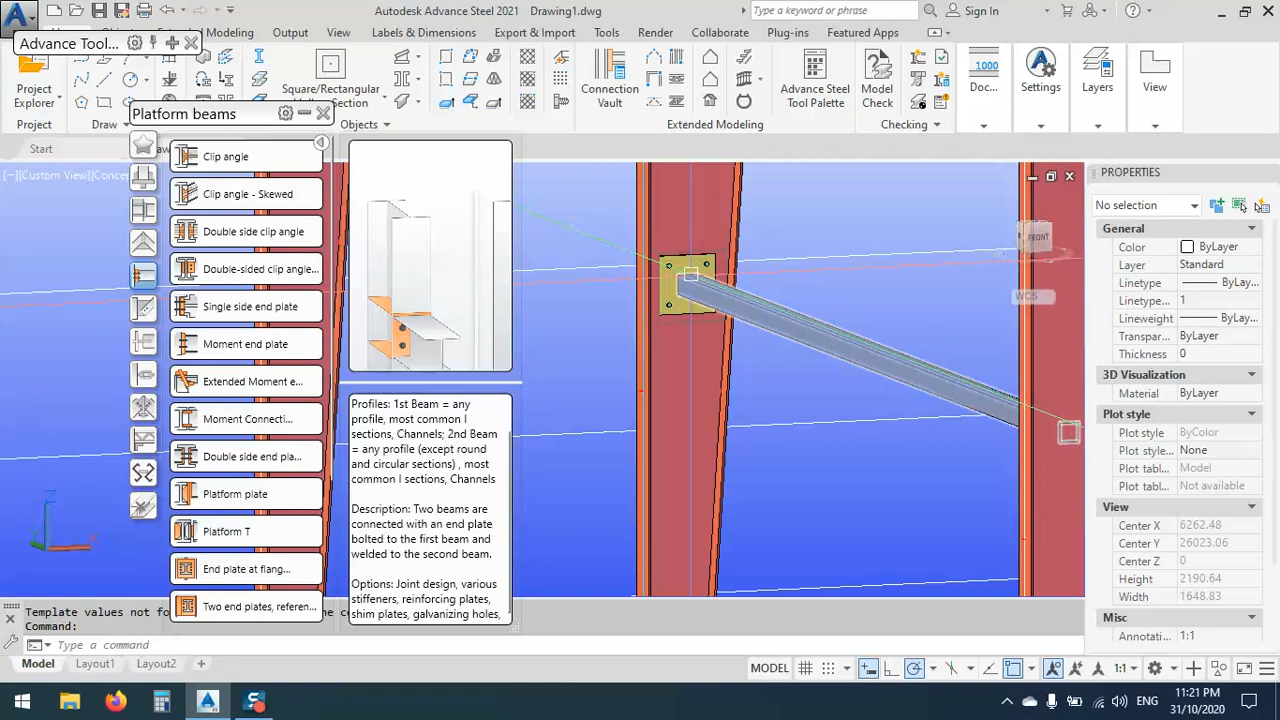 Autodesk Advance Steel 2021 Drawing1.dwg
Type a keyword or phrase
Sign In
Advance Tool...
Modeling
Output
View
Labels & Dimensions
Export & Import
Tools
Render
Collaborate
Plug-ins
Featured Apps
Project
Explorer
Square/Rectangular
Section
Connection
Vault
Advance
Steel Tool Palette
Model
Check
1000
Doc...
Settings
Layers
View
Project
Draw
Objects
Extended Modeling
Checking
Platform beams
Start
[-][Custom View][Conce
Clip angle
Clip angle - Skewed
Double side clip angle
Double-sided clip angle...
Single side end plate
Moment end plate
Extended Moment e...
Moment Connecti...
Double side end pla...
Platform plate
Platform T
End plate at flang...
Two end plates, referen...
Profiles: 1st Beam = any
profile, most common I
sections, Channels; 2nd Beam
= any profile (except round
and circular sections) , most
common I sections, Channels
Description: Two beams are
connected with an end plate
bolted to the first beam and
welded to the second beam.
Options: Joint design, various
stiffeners, reinforcing plates,
shim plates, galvanizing holes,
FRONT
WCS
Z
X
PROPERTIES
No selection
General
Color ByLayer
Layer Standard
Linetype ByLay...
Linetype 1
Lineweight ByLay...
Transpar... ByLayer
Thickness 0
3D Visualization
Material ByLayer
Plot style
Plot style ByColor
Plot style None
Plot tabl... Model
Plot tabl... Not available
View
Center X 6262.48
Center Y 26023.06
Center Z 0
Height 2190.64
Width 1648.83
Misc
Annotati... 1:1
Template values not fo
Command:
Type a command
Model
Layout1
Layout2
+
MODEL
1:1
ENG
11:21 PM
31/10/2020